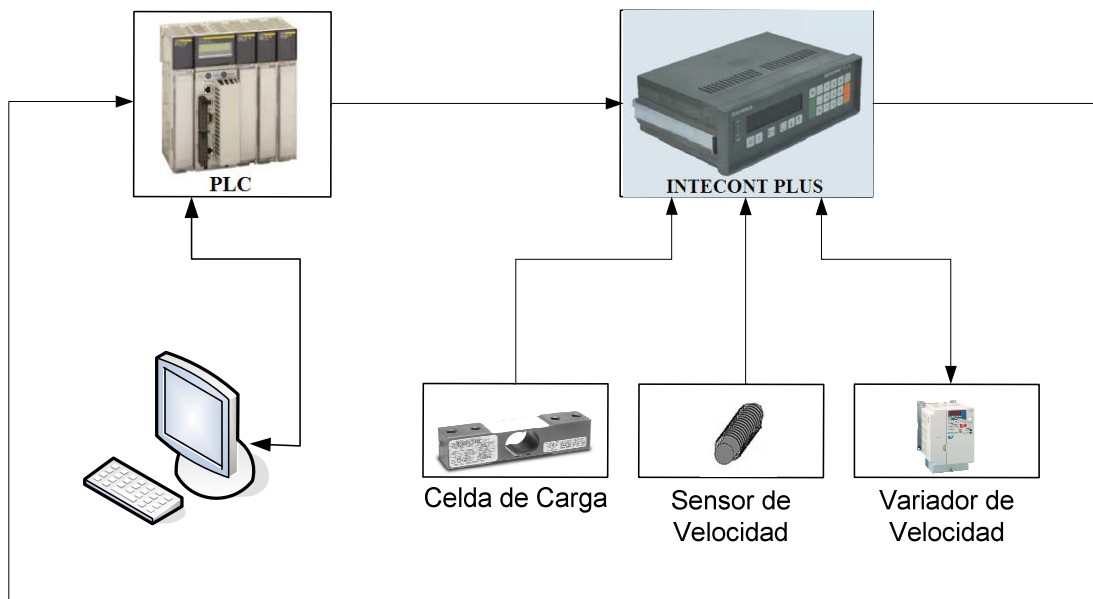 PLC
INTECONT PLUS
Celda de Carga
Sensor de
Velocidad
Variador de
Velocidad